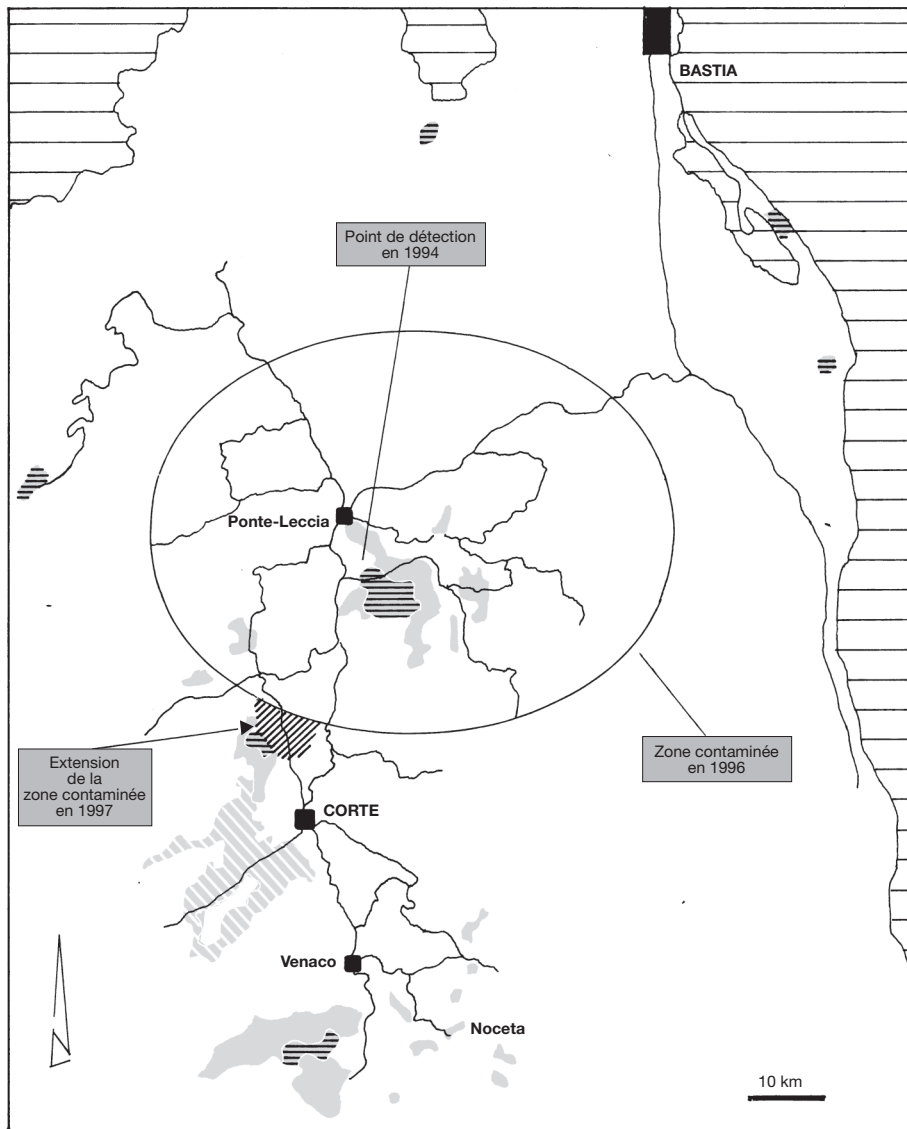 BASTIA
Point de détection
en 1994
Ponte-Leccia
Extension
de la
zone contaminée
en 1997
Zone contaminée
en 1996
CORTE
Venaco
Noceta
N
10 km